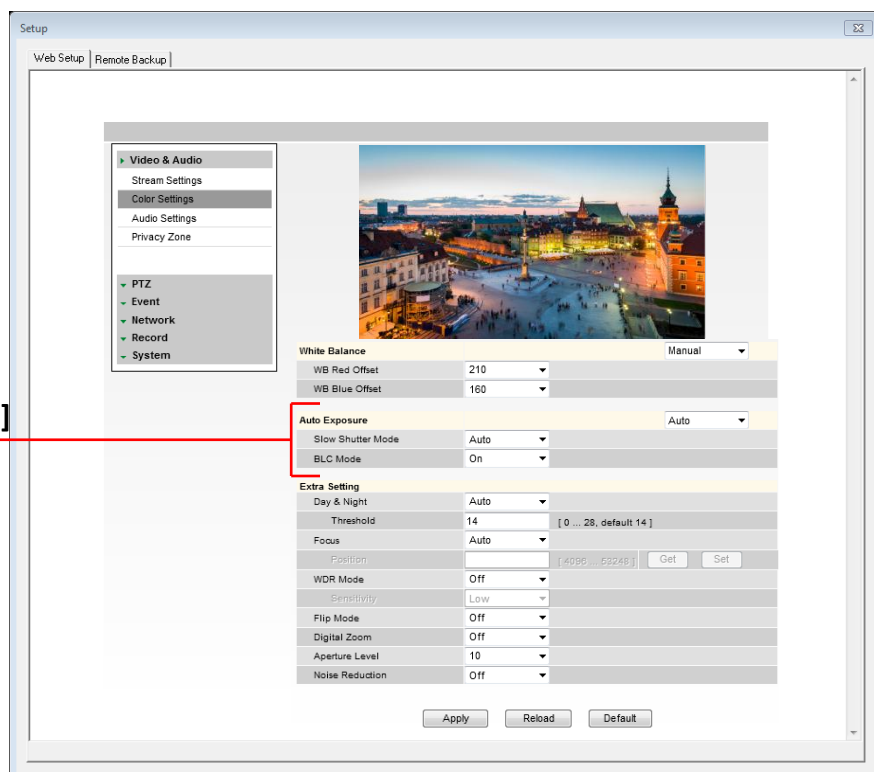 Setup
Web Setup Remote Backup
Video & Audio
Stream Settings
Color Settings
Audio Settings
Privacy Zone
PTZ
Event
Network
Record
System
White Balance Manual
WB Red Offset 210
WB Blue Offset 160
]
Auto Exposure Auto
Slow Shutter Mode Auto
BLC Mode On
Extra Setting
Day & Night Auto
Threshold 14 [ 0 ... 28, default 14 ]
Focus Auto
Position [ 4096 ... 53248 ] Get Set
WDR Mode Off
Sensitivity Low
Flip Mode Off
Digital Zoom Off
Aperture Level 10
Noise Reduction Off
Apply Reload Default